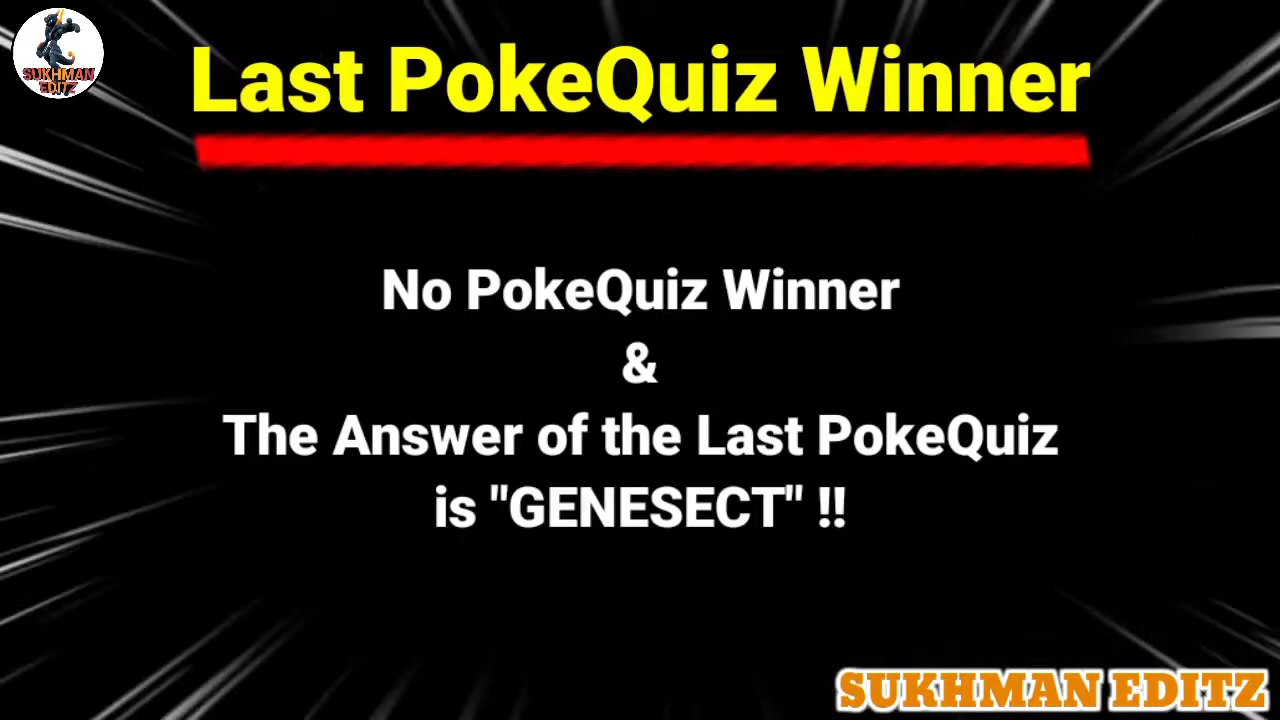 SUKHMAN
EDITZ
Last PokeQuiz Winner
No PokeQuiz Winner
&
The Answer of the Last PokeQuiz
is "GENESECT" !!
SUKHMAN EDITZ